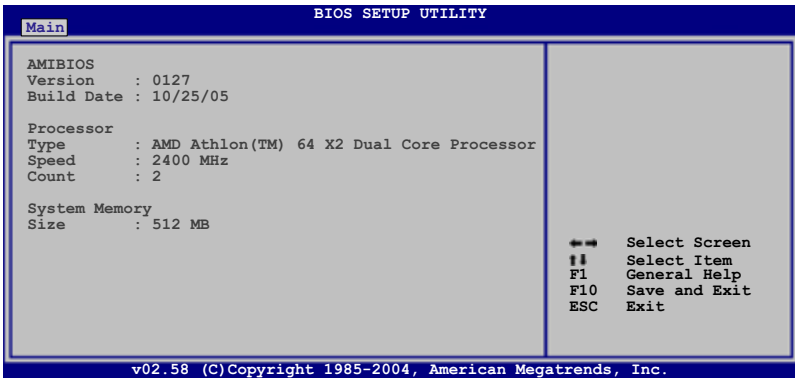 BIOS SETUP UTILITY
Main
AMIBIOS
Version : 0127
Build Date : 10/25/05
Processor
Type : AMD Athlon(TM) 64 X2 Dual Core Processor
Speed : 2400 MHz
Count : 2
System Memory
Size : 512 MB
←→ Select Screen
↑↓ Select Item
F1 General Help
F10 Save and Exit
ESC Exit
v02.58 (C)Copyright 1985-2004, American Megatrends, Inc.